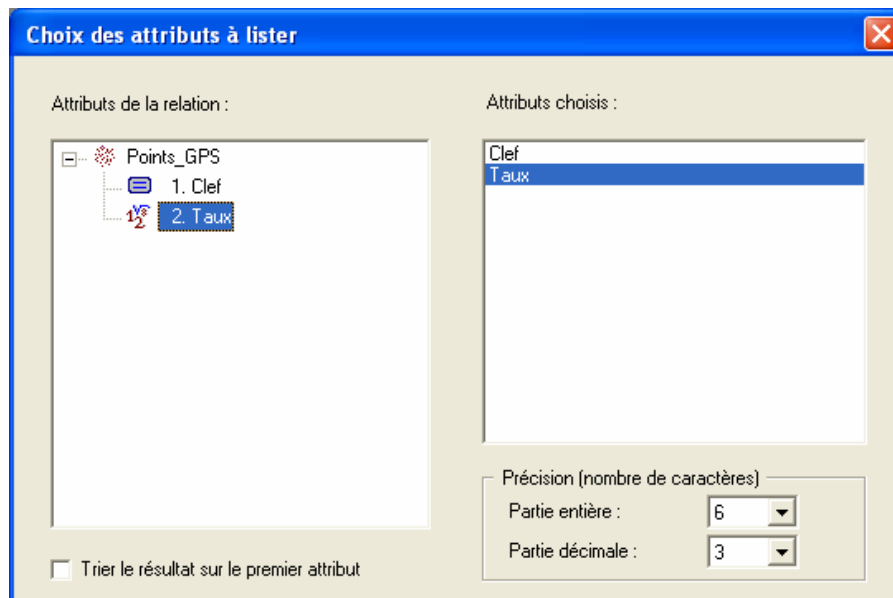 Choix des attributs à lister
Attributs de la relation :
Points_GPS
1. Clef
2. Taux
Trier le résultat sur le premier attribut
Attributs choisis :
Clef
Taux
Précision (nombre de caractères)
Partie entière :
6
Partie décimale :
3